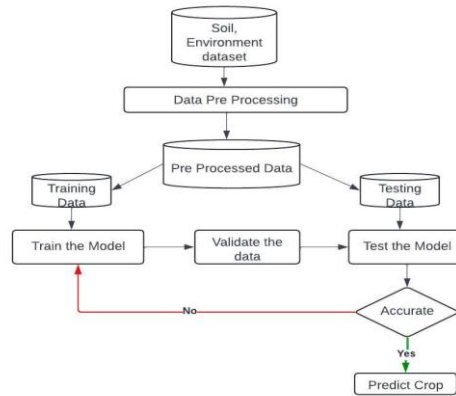 Soil,
Environment
dataset
Data Pre Processing
Pre Processed Data
Training
Data
Testing
Data
Train the Model
Validate the
data
Test the Model
No
Accurate
Yes
Predict Crop